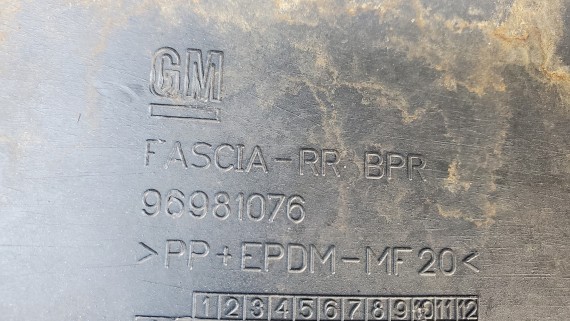 GM
FASCIA-RR BPR
96981076
>PP+EPDM-MF20<
1 2 3 4 5 6 7 8 9 10 11 12